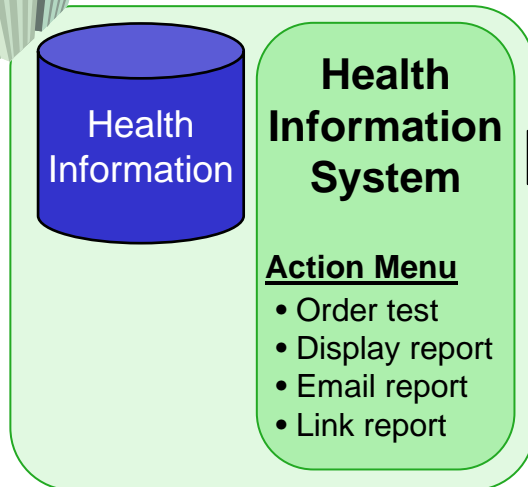 Health
Information
Health
Information
System
Action Menu
• Order test
• Display report
• Email report
• Link report